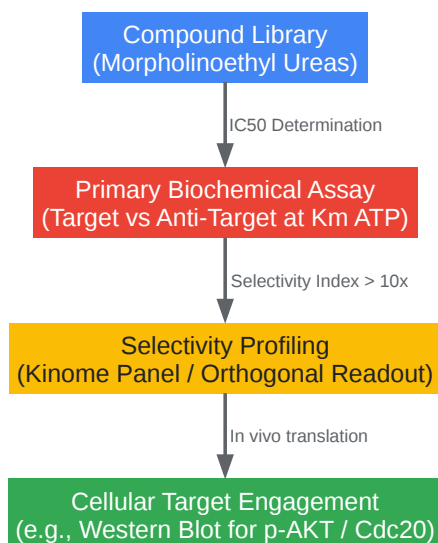 Compound Library
(Morpholinoethyl Ureas)
IC50 Determination
Primary Biochemical Assay
(Target vs Anti-Target at Km ATP)
Selectivity Index > 10x
Selectivity Profiling
(Kinome Panel / Orthogonal Readout)
In vivo translation
Cellular Target Engagement
(e.g., Western Blot for p-AKT / Cdc20)